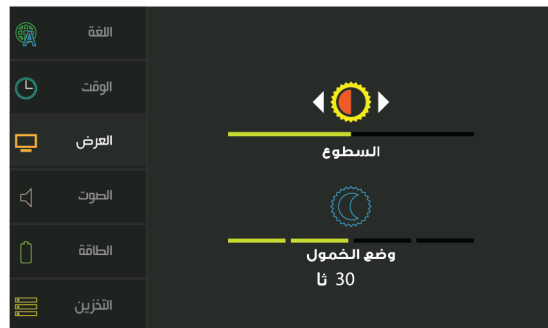 اللغة
الوقت
العرض
الصوت
الطاقة
التخزين
السطوع
وضع الخمول
30 ثا